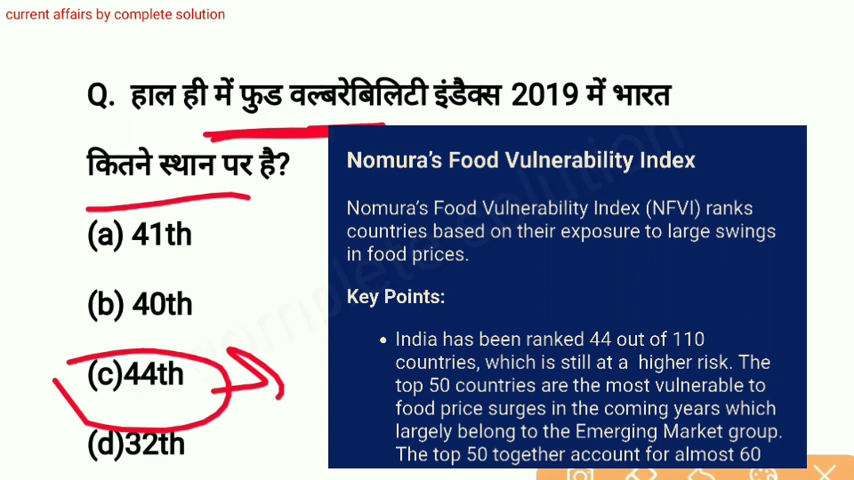 current affairs by complete solution
Q. हाल ही में फुड वल्बरेबिलिटी इंडैक्स 2019 में भारत
कितने स्थान पर है?
(a) 41th
(b) 40th
(c)44th
(d)32th
Nomura's Food Vulnerability Index
Nomura's Food Vulnerability Index (NFVI) ranks
countries based on their exposure to large swings
in food prices.
Key Points:
• India has been ranked 44 out of 110
countries, which is still at a higher risk. The
top 50 countries are the most vulnerable to
food price surges in the coming years which
largely belong to the Emerging Market group.
The top 50 together account for almost 60
complete solution